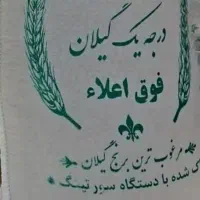 درجه یک گیلان
فوق اعلاء
مرغوب ترین برنج گیلان
ک شده با دستگاه سورتینگ